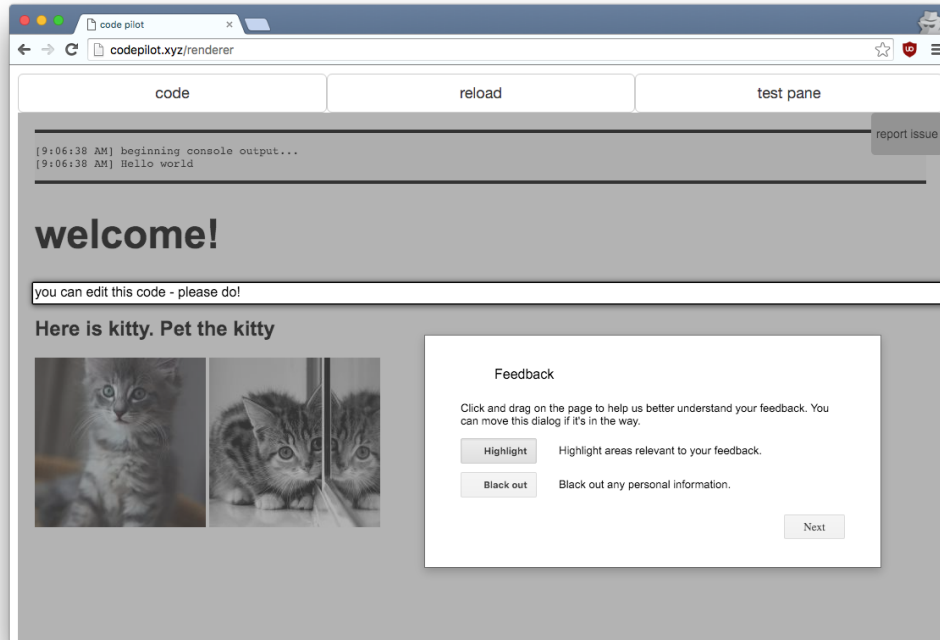 code pilot
codepilot.xyz/renderer
code
reload
test pane
report issue
[9:06:38 AM] beginning console output...
[9:06:38 AM] Hello world
welcome!
you can edit this code - please do!
Here is kitty. Pet the kitty
Feedback
Click and drag on the page to help us better understand your feedback. You
can move this dialog if it's in the way.
Highlight
Highlight areas relevant to your feedback.
Black out
Black out any personal information.
Next